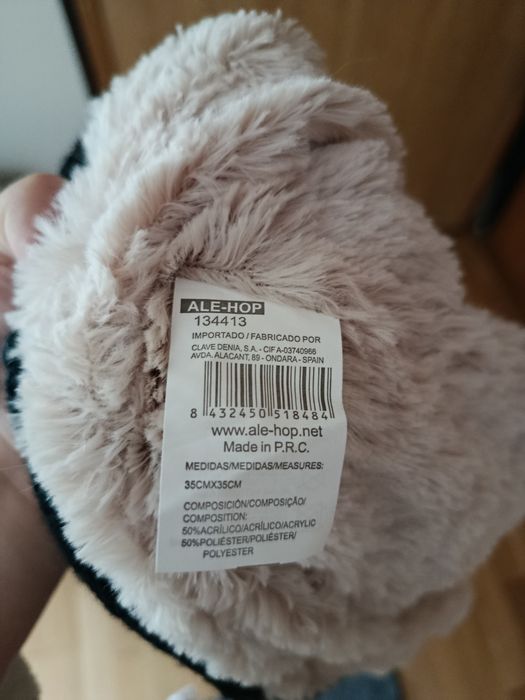 ALE-HOP
134413
IMPORTADO / FABRICADO POR
CLAVE DENIA, S.A. - CIF A-03740966
AVDA. ALACANT, 89 - ONDARA - SPAIN
8 432450 518484
www.ale-hop.net
Made in P.R.C.
MEDIDAS/MEDIDAS/MEASURES:
35CMX35CM
COMPOSICIÓN/COMPOSIÇÃO/
COMPOSITION:
50%ACRÍLICO/ACRÍLICO/ACRYLIC
50%POLIÉSTER/POLIÉSTER/
POLYESTER